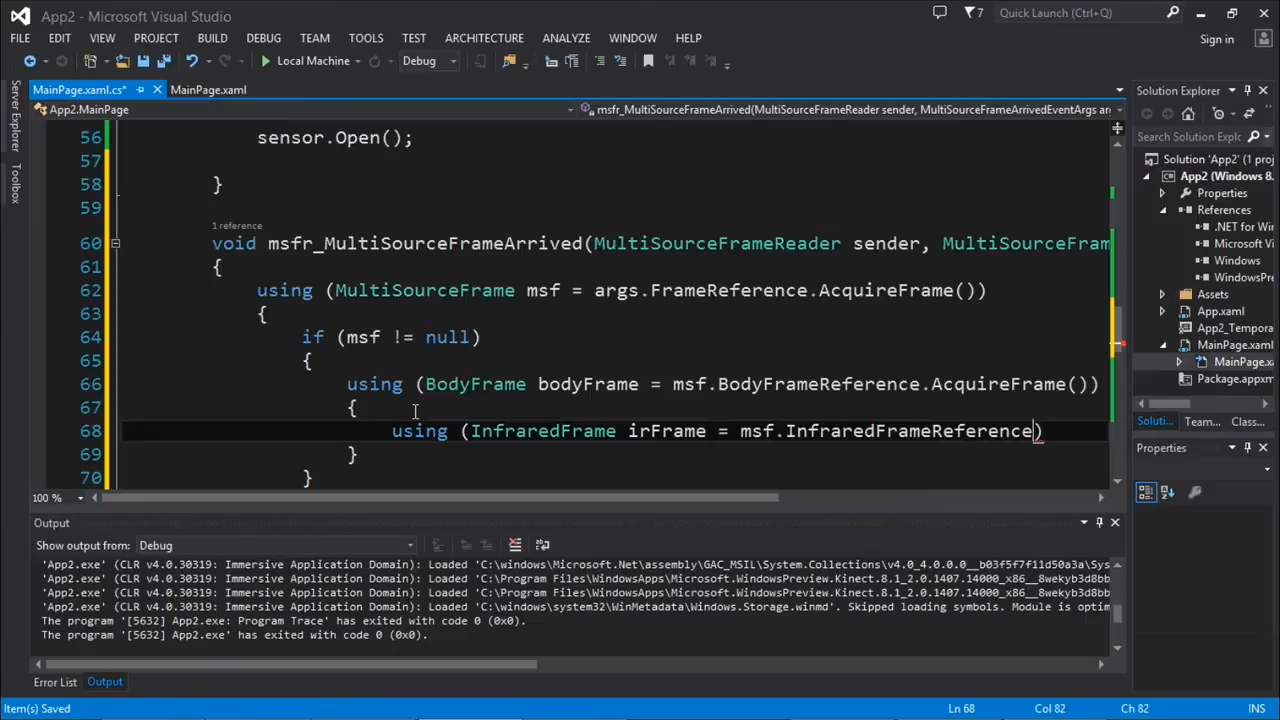 App2 - Microsoft Visual Studio
7
Quick Launch (Ctrl+Q)
FILE EDIT VIEW PROJECT BUILD DEBUG TEAM TOOLS TEST ARCHITECTURE ANALYZE WINDOW HELP
Sign in
Local Machine
Debug
Server Explorer
Toolbox
MainPage.xaml.cs*
MainPage.xaml
App2.MainPage
msfr_MultiSourceFrameArrived(MultiSourceFrameReader sender, MultiSourceFrameArrivedEventArgs ar
56 sensor.Open();
57
58 }
59
1 reference
60 void msfr_MultiSourceFrameArrived(MultiSourceFrameReader sender, MultiSourceFram
61 {
62 using (MultiSourceFrame msf = args.FrameReference.AcquireFrame())
63 {
64 if (msf != null)
65 {
66 using (BodyFrame bodyFrame = msf.BodyFrameReference.AcquireFrame())
67 {
68 using (InfraredFrame irFrame = msf.InfraredFrameReference)
69 }
70 }
100 %
Output
Show output from: Debug
'App2.exe' (CLR v4.0.30319: Immersive Application Domain): Loaded 'C:\windows\Microsoft.Net\assembly\GAC_MSIL\System.Collections\v4.0_4.0.0.0__b03f5f7f11d50a3a\Sys
'App2.exe' (CLR v4.0.30319: Immersive Application Domain): Loaded 'C:\Program Files\WindowsApps\Microsoft.WindowsPreview.Kinect.8.1_2.0.1407.14000_x86__8wekyb3d8bb
'App2.exe' (CLR v4.0.30319: Immersive Application Domain): Loaded 'C:\Program Files\WindowsApps\Microsoft.WindowsPreview.Kinect.8.1_2.0.1407.14000_x86__8wekyb3d8bb
'App2.exe' (CLR v4.0.30319: Immersive Application Domain): Loaded 'C:\windows\system32\WinMetadata\Windows.Storage.winmd'. Skipped loading symbols. Module is optim
The program '[5632] App2.exe: Program Trace' has exited with code 0 (0x0).
The program '[5632] App2.exe' has exited with code 0 (0x0).
Error List
Output
Solution Explorer
Search Solution Explo
Solution 'App2' (1 proj
App2 (Windows 8.
Properties
References
.NET for Wir
Microsoft Vi
Windows
WindowsPre
Assets
App.xaml
App2_Tempora
MainPage.xaml
MainPage.xa
Package.appxm
Soluti...
Team...
Class...
Properties
Item(s) Saved
Ln 68
Col 82
Ch 82
INS